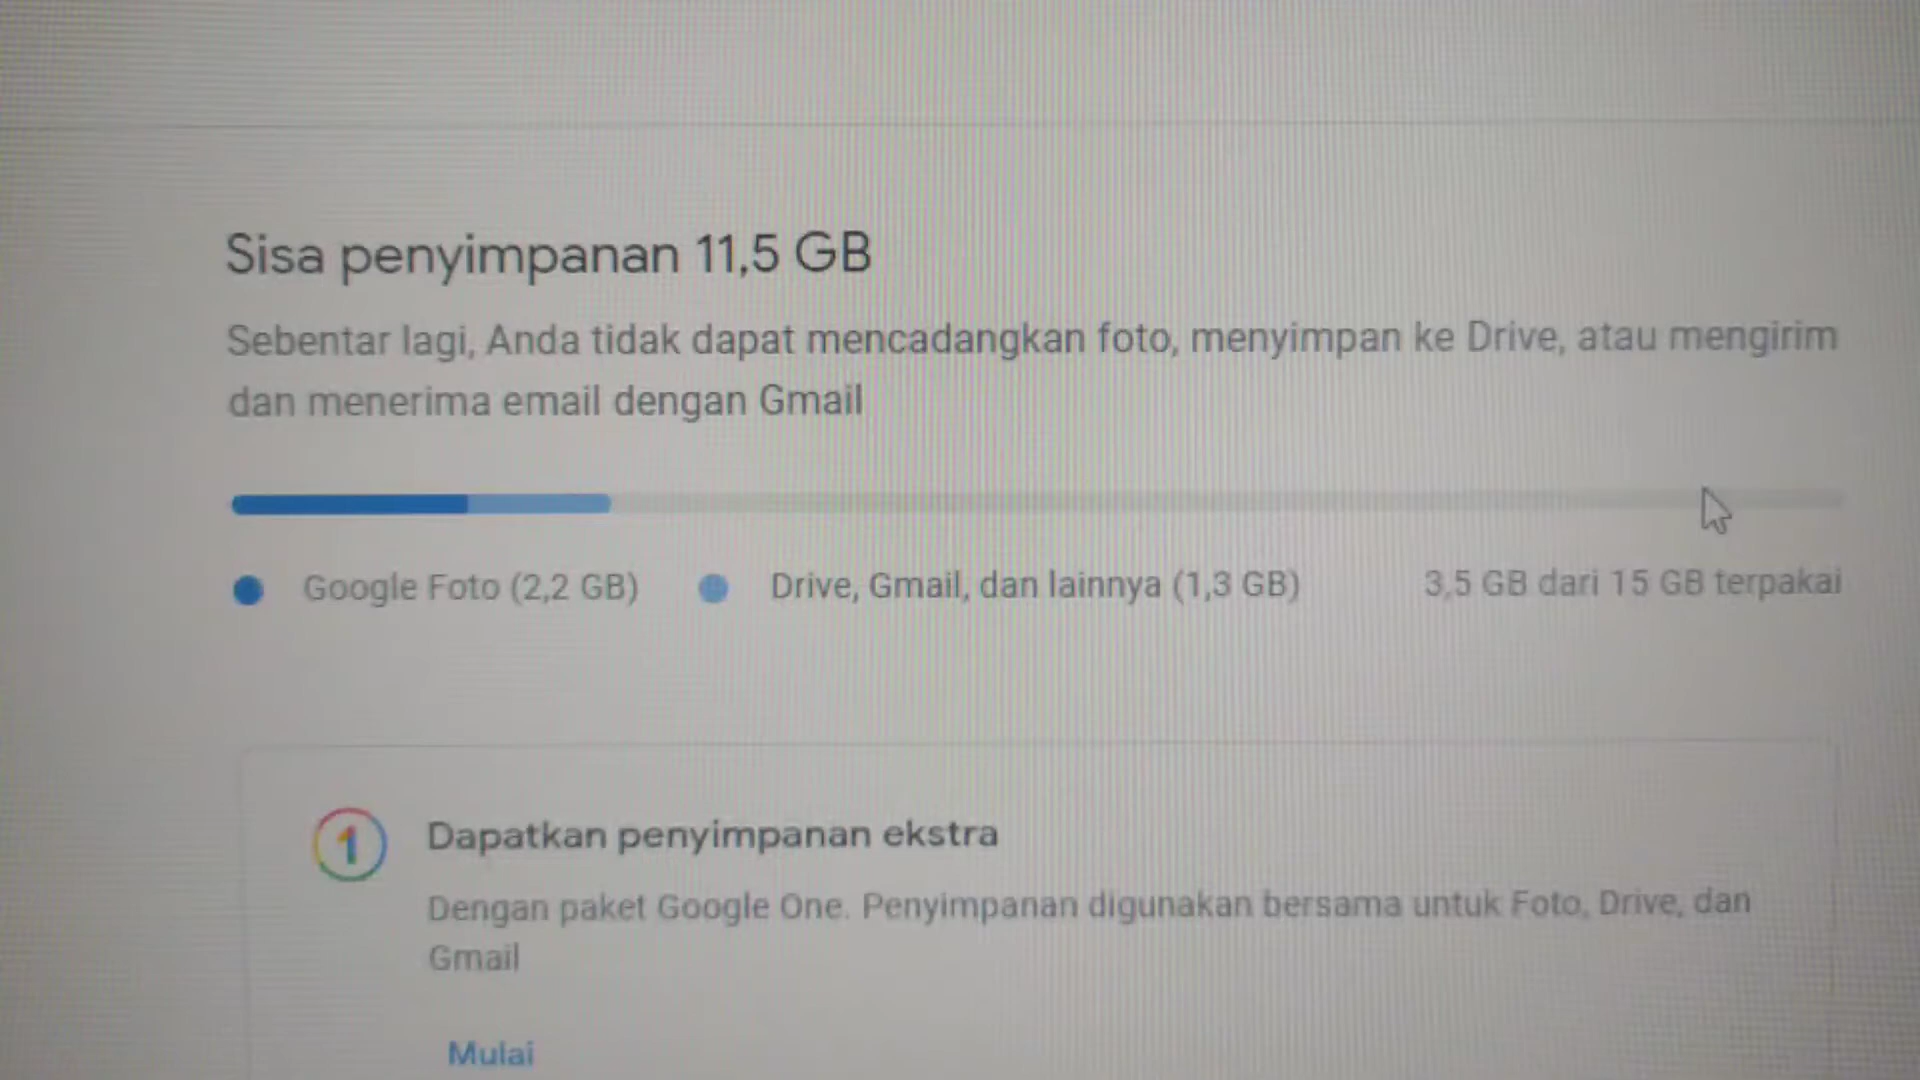 Sisa penyimpanan 11,5 GB
Sebentar lagi, Anda tidak dapat mencadangkan foto, menyimpan ke Drive, atau mengirim
dan menerima email dengan Gmail
Google Foto (2,2 GB) Drive, Gmail, dan lainnya (1,3 GB) 3,5 GB dari 15 GB terpakai
1 Dapatkan penyimpanan ekstra
Dengan paket Google One. Penyimpanan digunakan bersama untuk Foto, Drive, dan
Gmail
Mulai